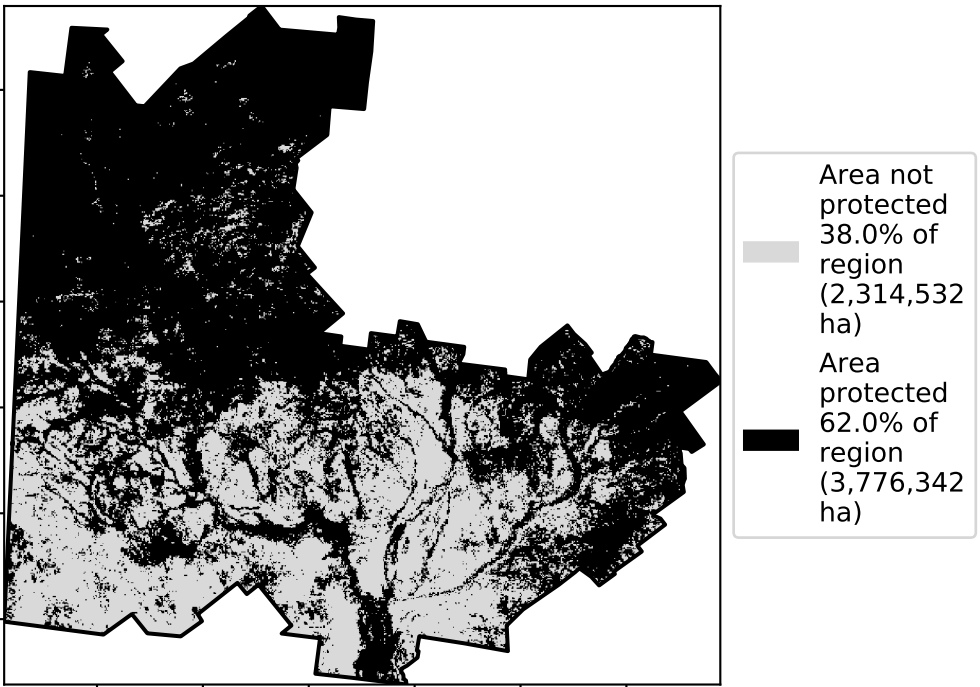 Area not
protected
38.0% of
region
(2,314,532
ha)
Area
protected
62.0% of
region
(3,776,342
ha)